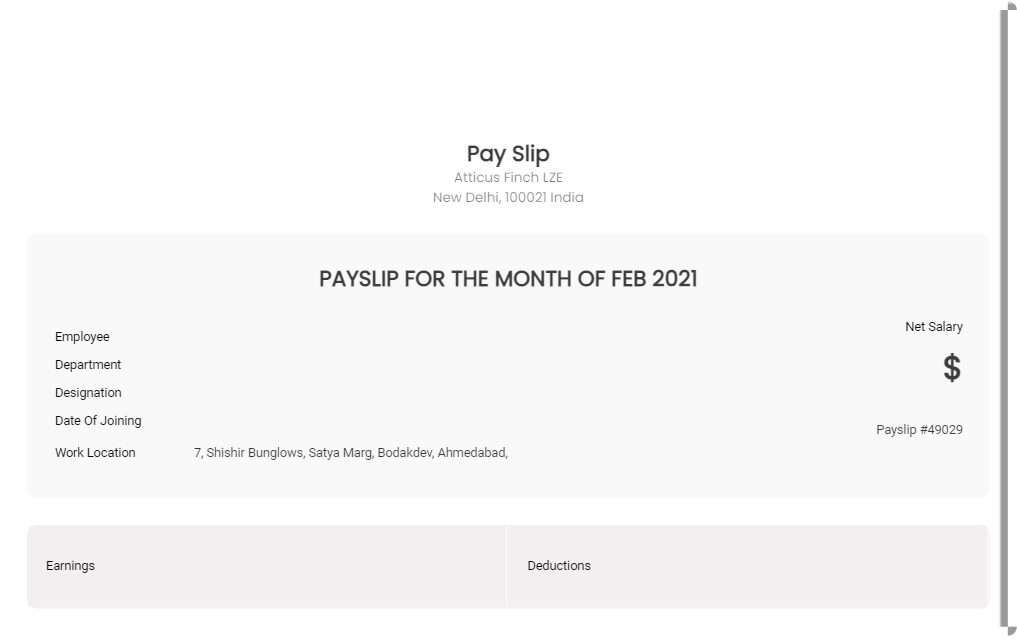 Pay Slip
Atticus Finch LZE
New Delhi, 100021 India
PAYSLIP FOR THE MONTH OF FEB 2021
Net Salary
Employee
$
Department
Designation
Date Of Joining
Payslip #49029
Work Location 7, Shishir Bunglows, Satya Marg, Bodakdev, Ahmedabad,
Earnings Deductions